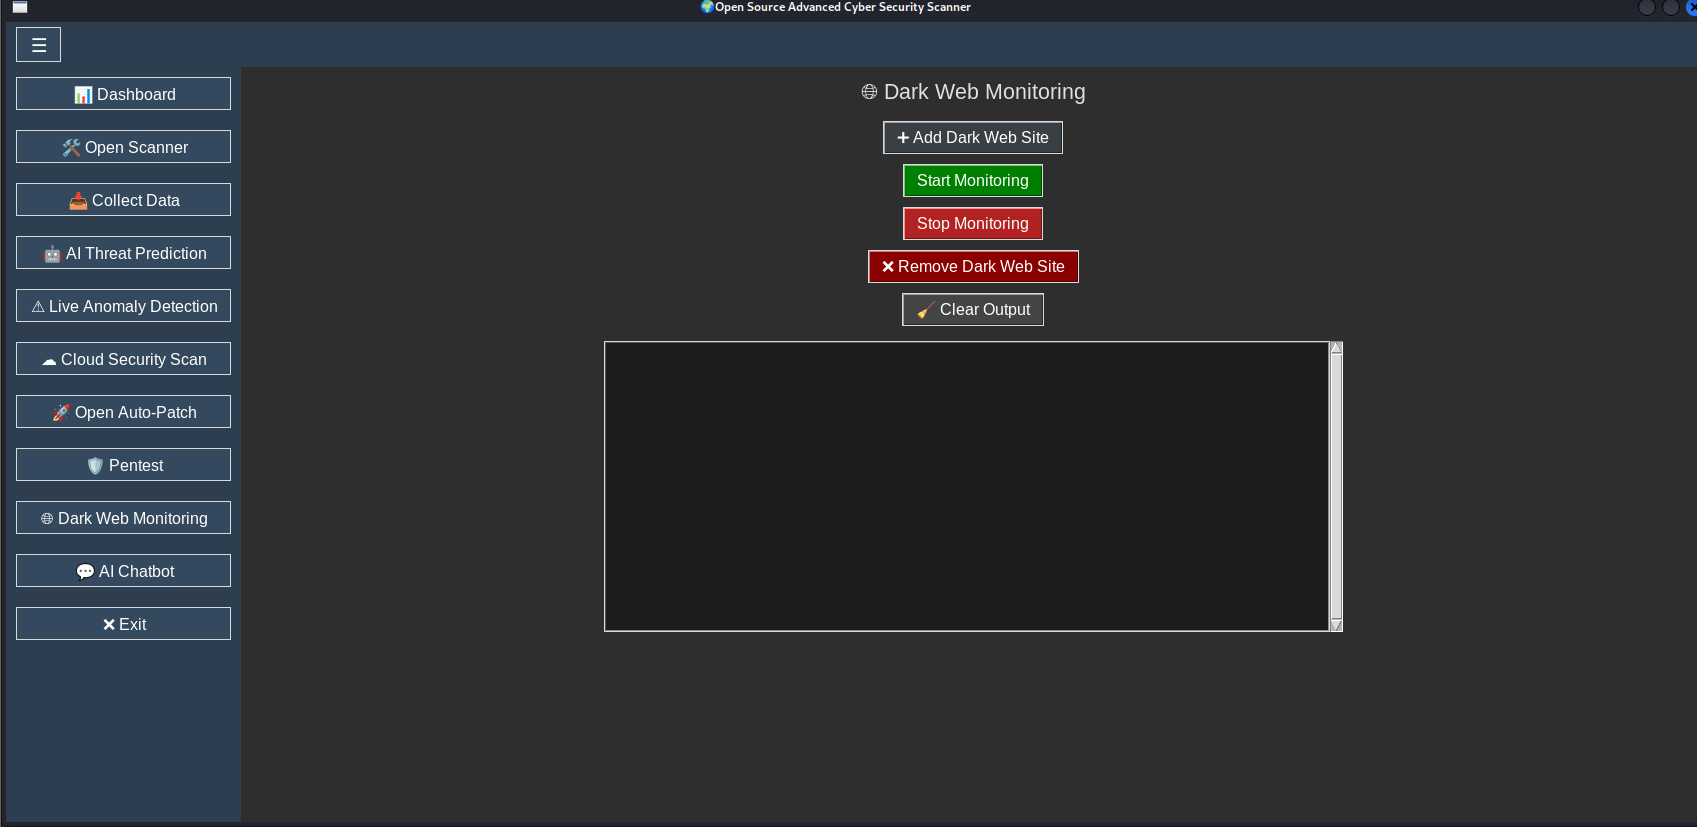 🌍Open Source Advanced Cyber Security Scanner
☰
📊 Dashboard
🛠️ Open Scanner
📥 Collect Data
🤖 AI Threat Prediction
⚠ Live Anomaly Detection
☁ Cloud Security Scan
🚀 Open Auto-Patch
🛡️ Pentest
🌐 Dark Web Monitoring
💬 AI Chatbot
❌ Exit
🌐 Dark Web Monitoring
➕ Add Dark Web Site
Start Monitoring
Stop Monitoring
❌ Remove Dark Web Site
🧹 Clear Output